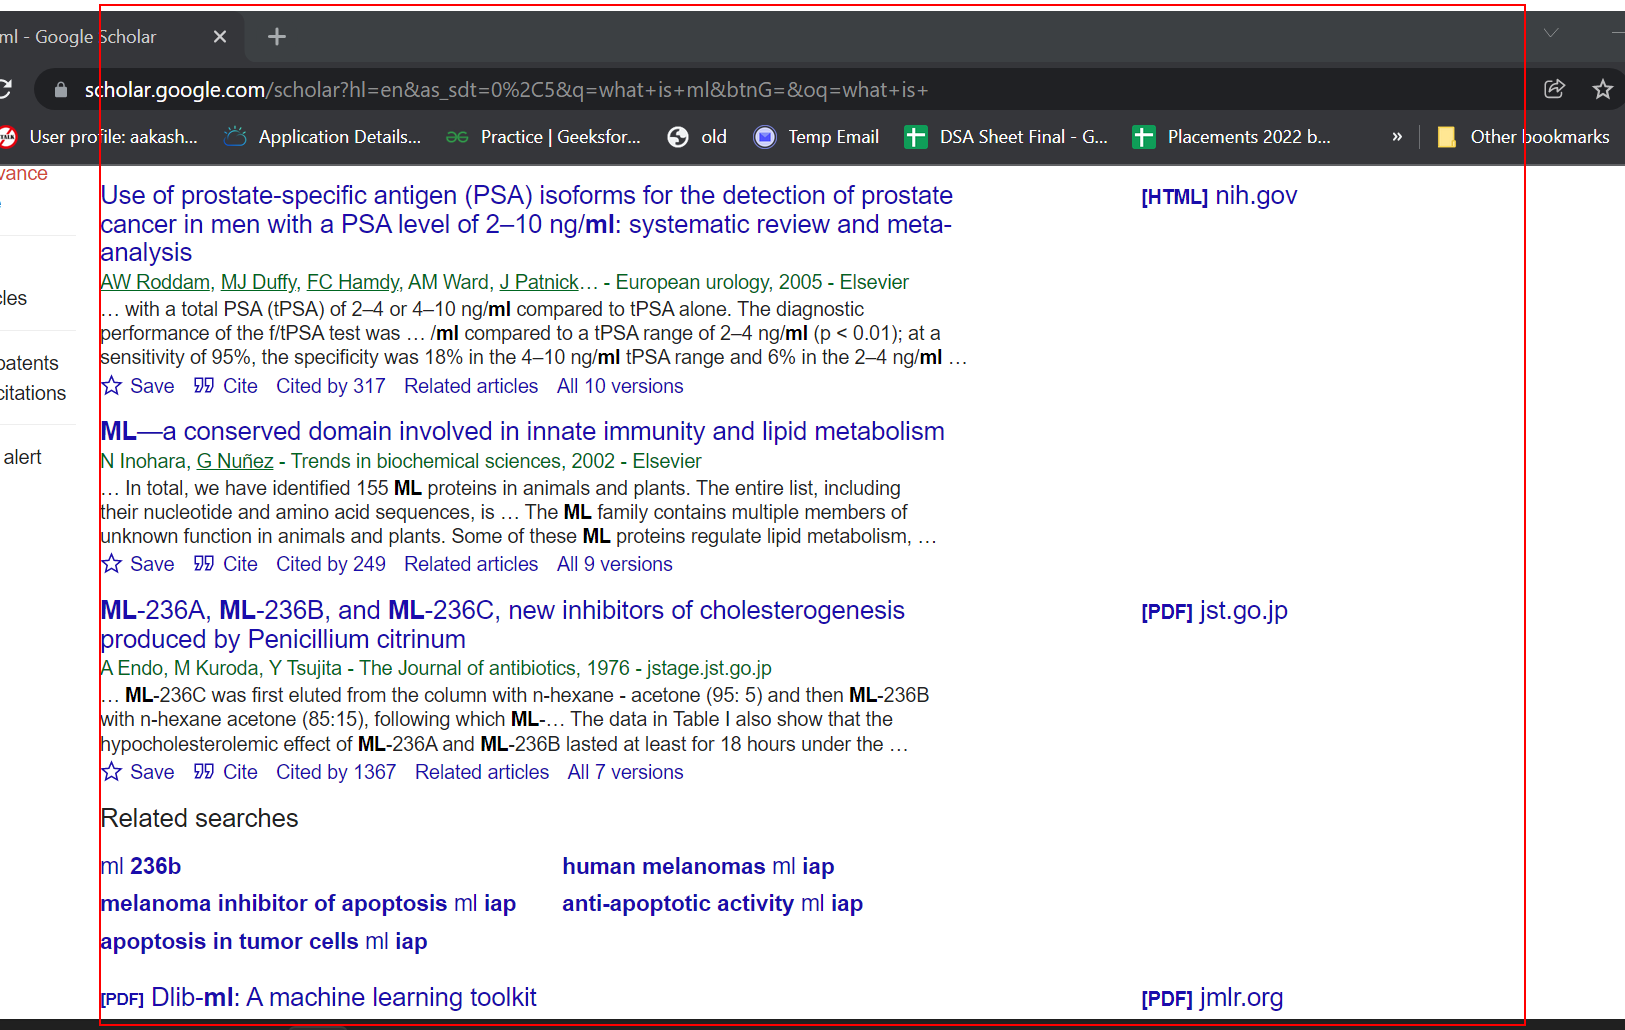 ml - Google Scholar
scholar.google.com/scholar?hl=en&as_sdt=0%2C5&q=what+is+ml&btnG=&oq=what+is+
User profile: aakash... Application Details... Practice | Geeksfor... old Temp Email DSA Sheet Final - G... Placements 2022 b... » Other bookmarks
vance
cles
patents
citations
alert
Use of prostate-specific antigen (PSA) isoforms for the detection of prostate
cancer in men with a PSA level of 2–10 ng/ml: systematic review and meta-
analysis
[HTML] nih.gov
AW Roddam, MJ Duffy, FC Hamdy, AM Ward, J Patnick… - European urology, 2005 - Elsevier
… with a total PSA (tPSA) of 2–4 or 4–10 ng/ml compared to tPSA alone. The diagnostic
performance of the f/tPSA test was … /ml compared to a tPSA range of 2–4 ng/ml (p < 0.01); at a
sensitivity of 95%, the specificity was 18% in the 4–10 ng/ml tPSA range and 6% in the 2–4 ng/ml …
Save Cite Cited by 317 Related articles All 10 versions
ML—a conserved domain involved in innate immunity and lipid metabolism
N Inohara, G Nuñez - Trends in biochemical sciences, 2002 - Elsevier
… In total, we have identified 155 ML proteins in animals and plants. The entire list, including
their nucleotide and amino acid sequences, is … The ML family contains multiple members of
unknown function in animals and plants. Some of these ML proteins regulate lipid metabolism, …
Save Cite Cited by 249 Related articles All 9 versions
ML-236A, ML-236B, and ML-236C, new inhibitors of cholesterogenesis
produced by Penicillium citrinum
[PDF] jst.go.jp
A Endo, M Kuroda, Y Tsujita - The Journal of antibiotics, 1976 - jstage.jst.go.jp
… ML-236C was first eluted from the column with n-hexane - acetone (95: 5) and then ML-236B
with n-hexane acetone (85:15), following which ML-… The data in Table I also show that the
hypocholesterolemic effect of ML-236A and ML-236B lasted at least for 18 hours under the …
Save Cite Cited by 1367 Related articles All 7 versions
Related searches
ml 236b
human melanomas ml iap
melanoma inhibitor of apoptosis ml iap
anti-apoptotic activity ml iap
apoptosis in tumor cells ml iap
[PDF] Dlib-ml: A machine learning toolkit
[PDF] jmlr.org